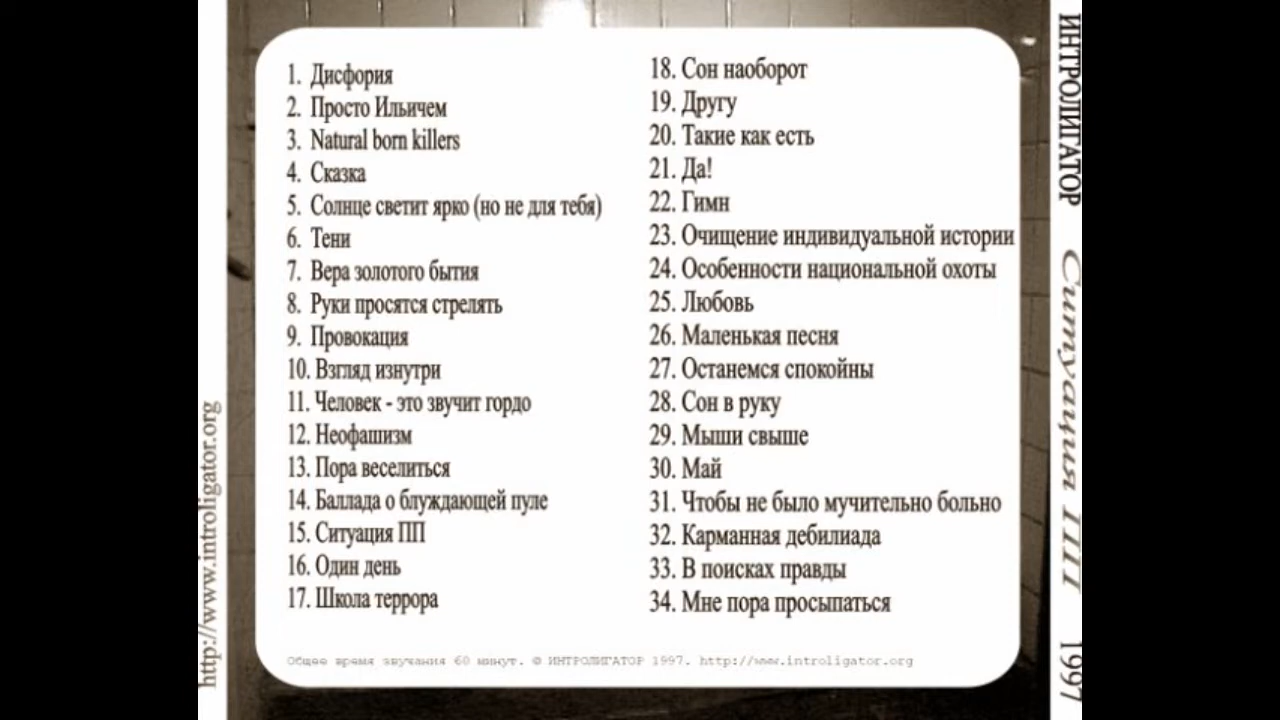 1. Дисфория
2. Просто Ильичем
3. Natural born killers
4. Сказка
5. Солнце светит ярко (но не для тебя)
6. Тени
7. Вера золотого бытия
8. Руки просятся стрелять
9. Провокация
10. Взгляд изнутри
11. Человек - это звучит гордо
12. Неофашизм
13. Пора веселиться
14. Баллада о блуждающей пуле
15. Ситуация ПП
16. Один день
17. Школа террора
18. Сон наоборот
19. Другу
20. Такие как есть
21. Да!
22. Гимн
23. Очищение индивидуальной истории
24. Особенности национальной охоты
25. Любовь
26. Маленькая песня
27. Останемся спокойны
28. Сон в руку
29. Мыши свыше
30. Май
31. Чтобы не было мучительно больно
32. Карманная дебилиада
33. В поисках правды
34. Мне пора просыпаться
Общее время звучания 60 минут. © ИНТРОЛИГАТОР 1997. http://www.introligator.org
http://www.introligator.org
ИНТРОЛИГАТОР Ситуация ПП 1997